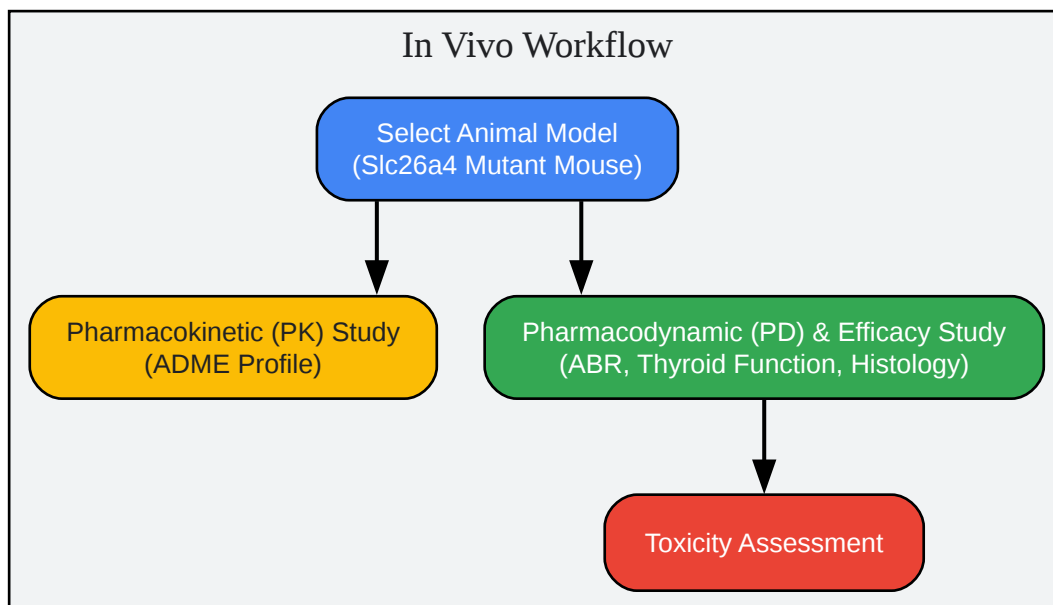 In Vivo Workflow
Select Animal Model
(Slc26a4 Mutant Mouse)
Pharmacokinetic (PK) Study
(ADME Profile)
Pharmacodynamic (PD) & Efficacy Study
(ABR, Thyroid Function, Histology)
Toxicity Assessment